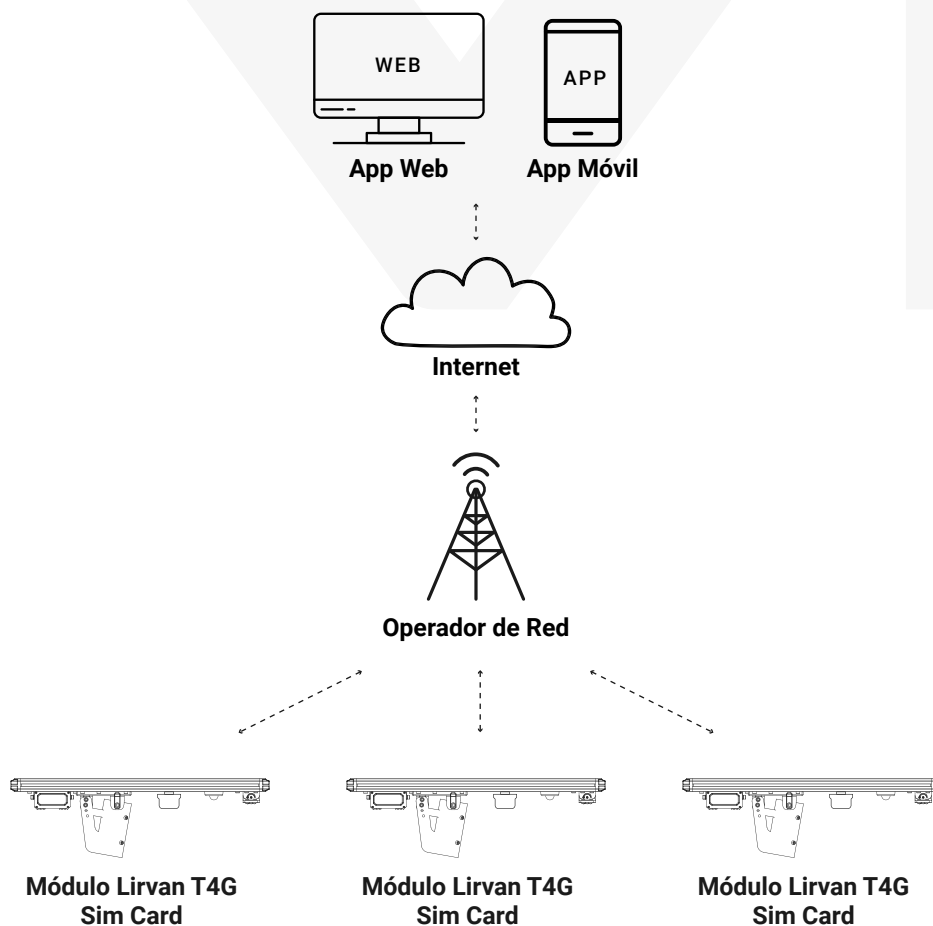 WEB
APP
App Web
App Móvil
Internet
Operador de Red
Módulo Lirvan T4G
Sim Card
Módulo Lirvan T4G
Sim Card
Módulo Lirvan T4G
Sim Card